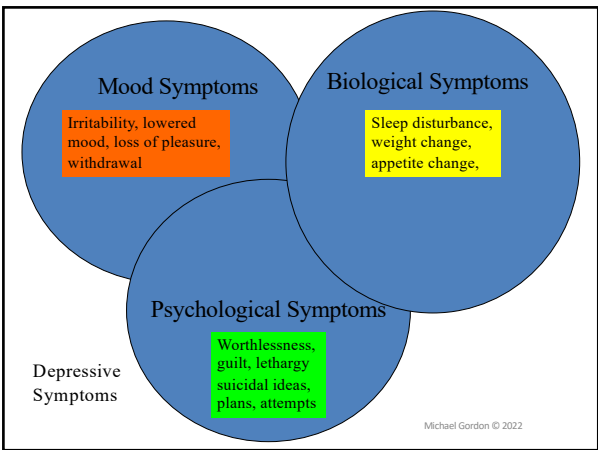 Mood Symptoms
Irritability, lowered
mood, loss of pleasure,
withdrawal
Biological Symptoms
Sleep disturbance,
weight change,
appetite change,
Psychological Symptoms
Worthlessness,
guilt, lethargy
suicidal ideas,
plans, attempts
Depressive
Symptoms
Michael Gordon © 2022